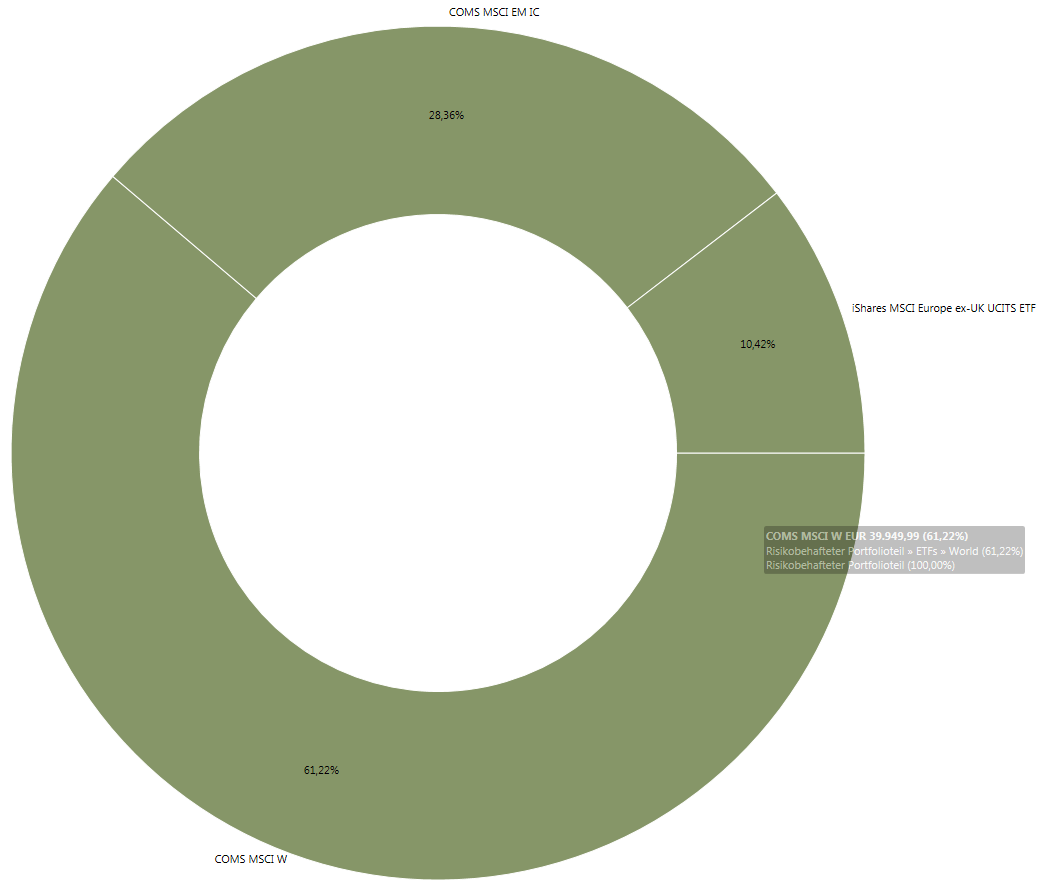 COMS MSCI EM IC
28,36%
iShares MSCI Europe ex-UK UCITS ETF
10,42%
COMS MSCI W EUR 39.949,99 (61,22%)
Risikobehafteter Portfolioteil » ETFs » World (61,22%)
Risikobehafteter Portfolioteil (100,00%)
61,22%
COMS MSCI W